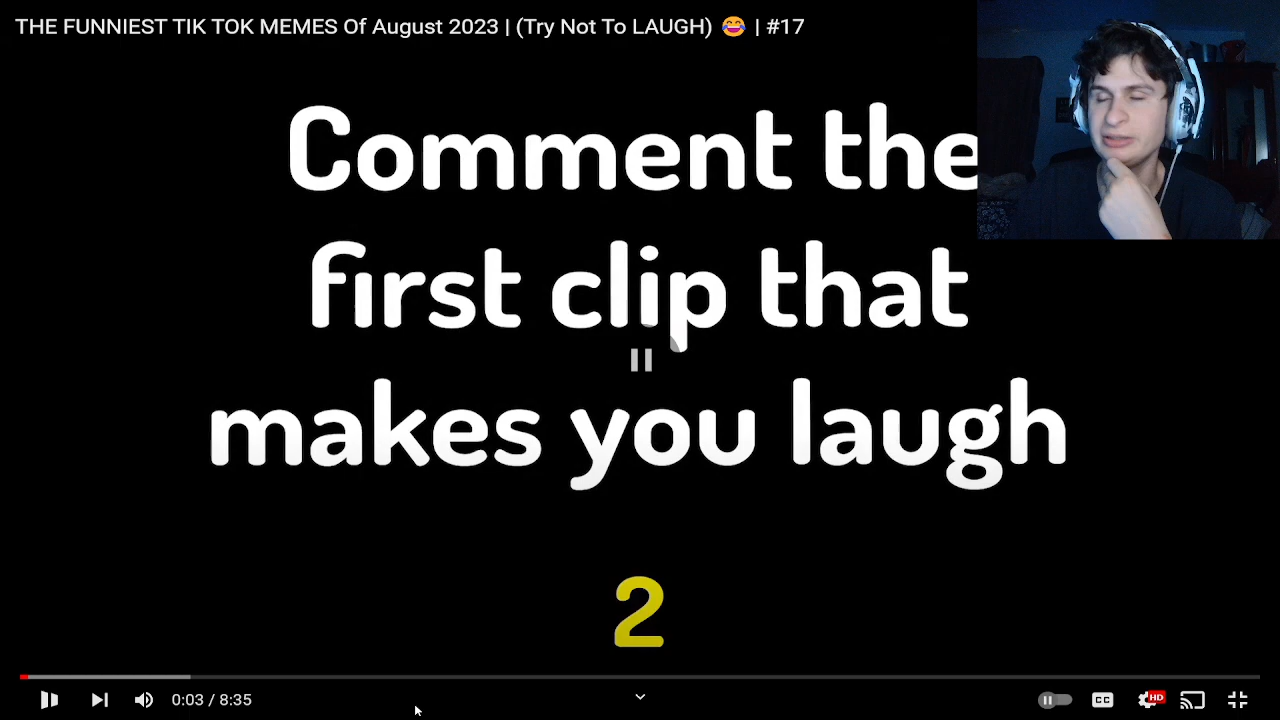 THE FUNNIEST TIK TOK MEMES Of August 2023 | (Try Not To LAUGH) 😂 | #17
Comment the
first clip that
makes you laugh
2
0:03 / 8:35
CC
HD